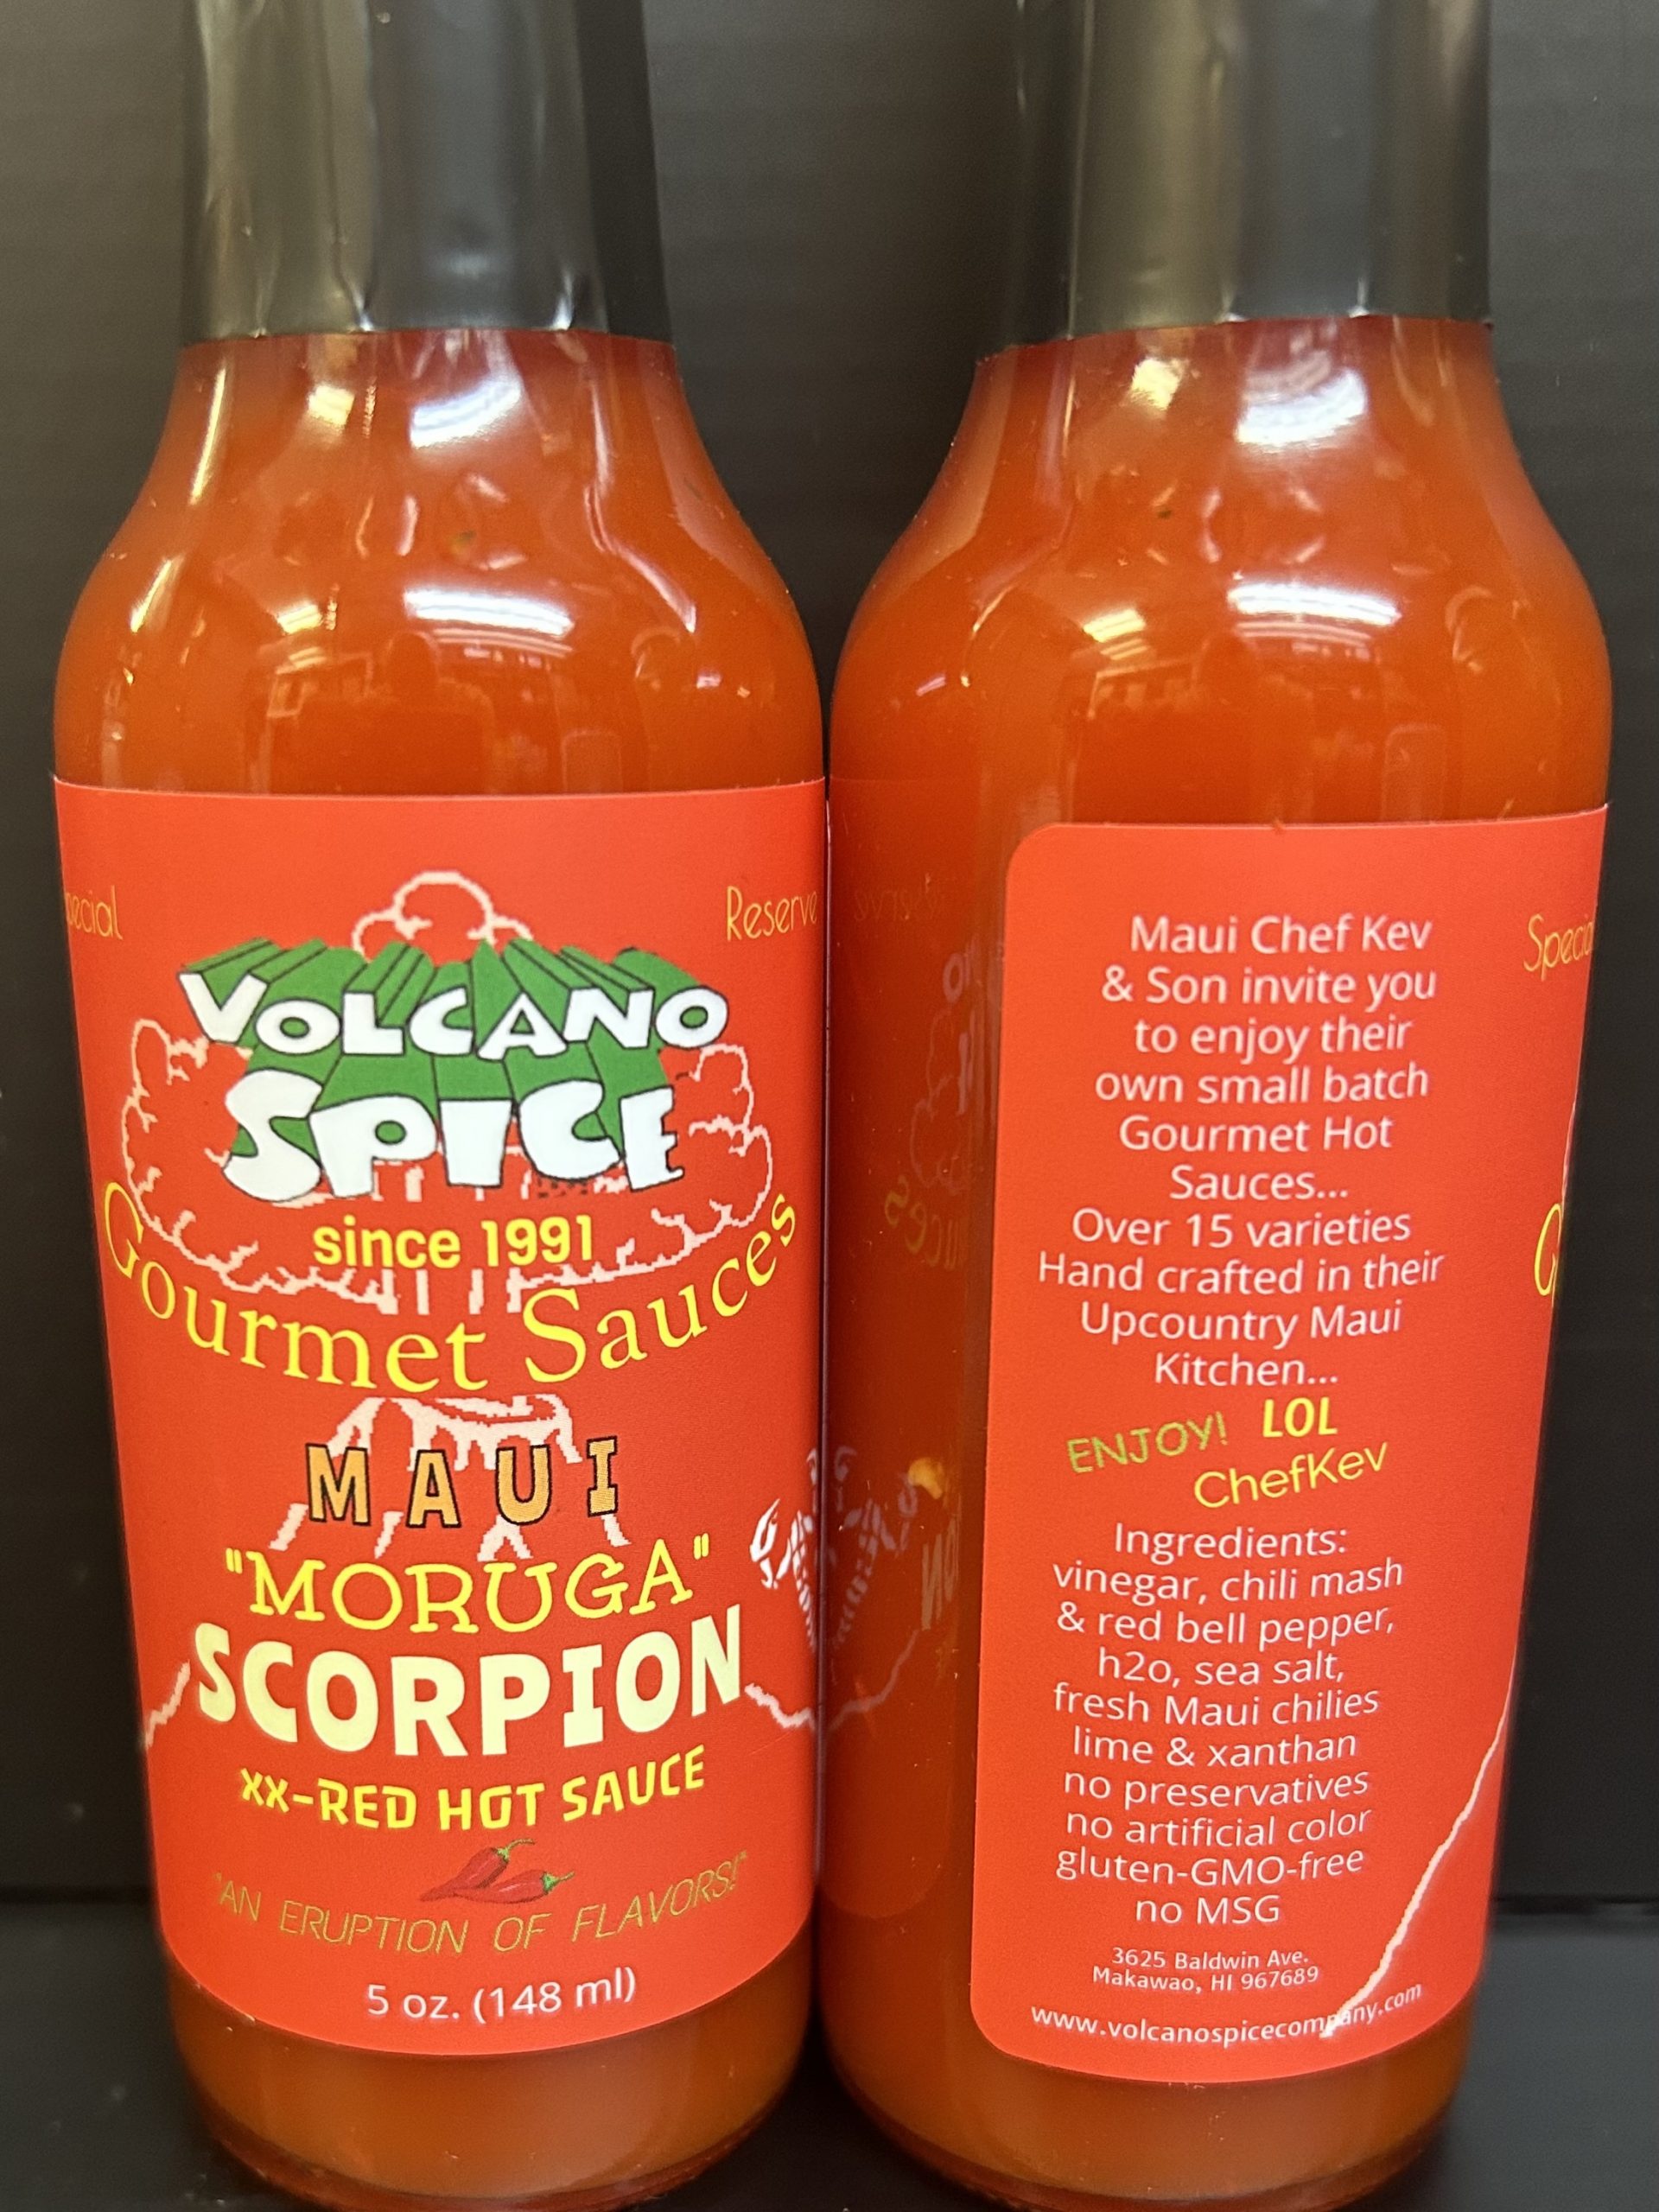 Reserve
VOLCANO
SPICE
since 1991
Gourmet Sauces
MAUI
"MORUGA"
SCORPION
xx-RED HOT SAUCE
"AN ERUPTION OF FLAVORS!"
5 oz. (148 ml)
Maui Chef Kev
& Son invite you
to enjoy their
own small batch
Gourmet Hot
Sauces...
Over 15 varieties
Hand crafted in their
Upcountry Maui
Kitchen...
ENJOY! LOL
ChefKev
Ingredients:
vinegar, chili mash
& red bell pepper,
h2o, sea salt,
fresh Maui chilies
lime & xanthan
no preservatives
no artificial color
gluten-GMO-free
no MSG
3625 Baldwin Ave.
Makawao, HI 967689
www.volcanospicecompany.com
Special